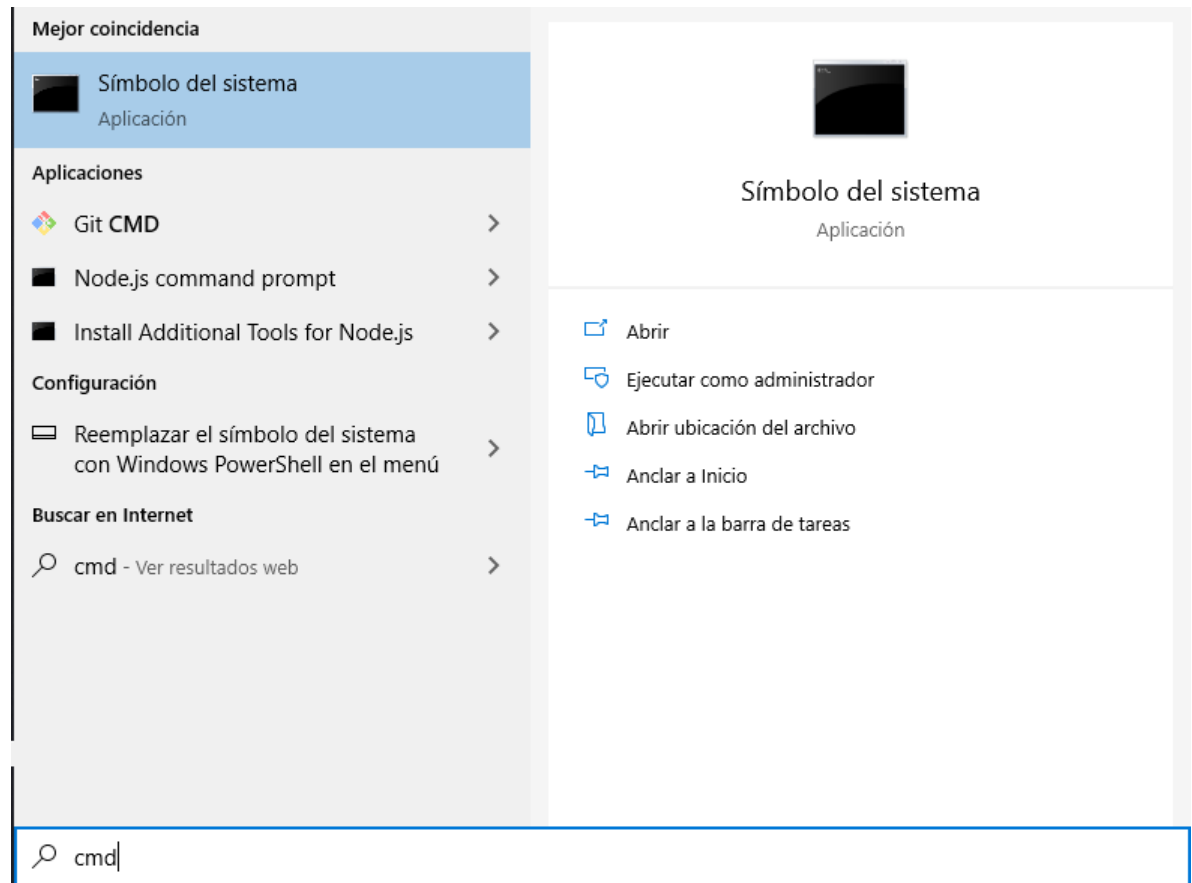 Mejor coincidencia
Símbolo del sistema
Aplicación
Aplicaciones
Git CMD
Node.js command prompt
Install Additional Tools for Node.js
Configuración
Reemplazar el símbolo del sistema
con Windows PowerShell en el menú
Buscar en Internet
cmd - Ver resultados web
Símbolo del sistema
Aplicación
Abrir
Ejecutar como administrador
Abrir ubicación del archivo
Anclar a Inicio
Anclar a la barra de tareas
cmd